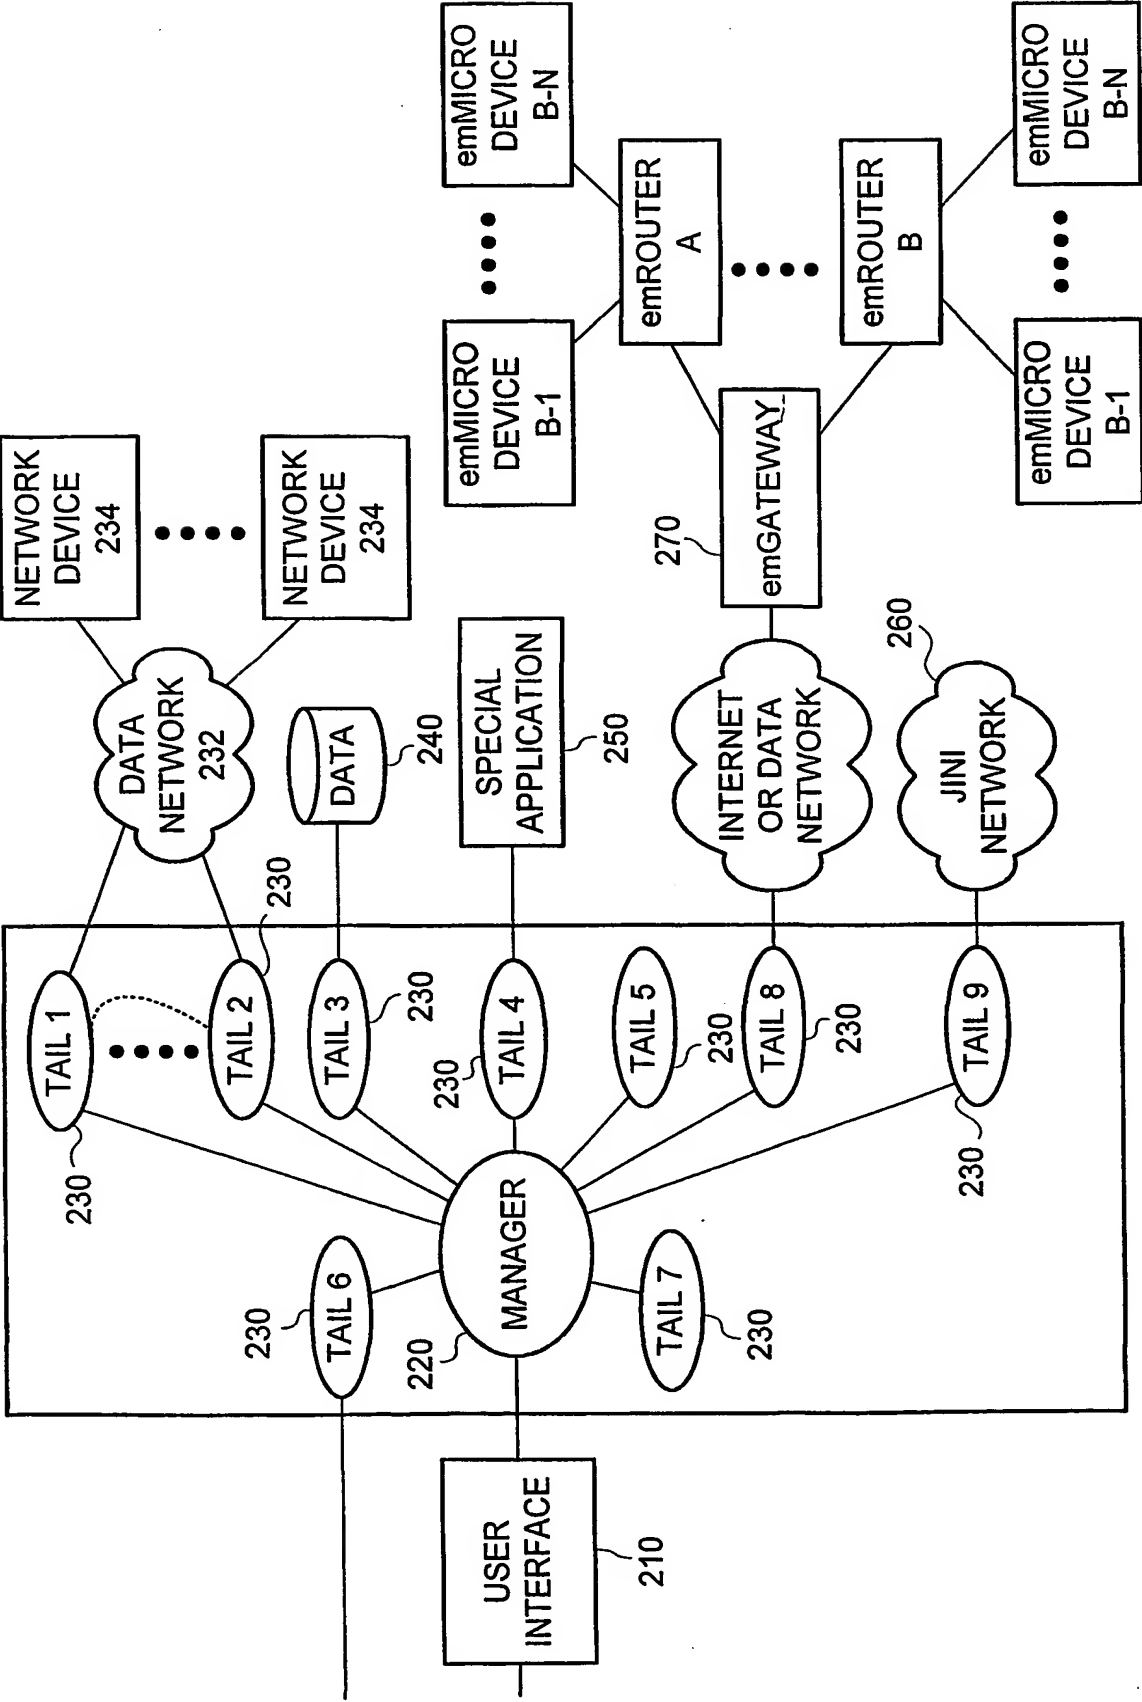 USER
INTERFACE
210
TAIL 6
230
MANAGER
220
TAIL 7
230
TAIL 1
230
TAIL 2
230
TAIL 3
230
TAIL 4
230
TAIL 5
230
TAIL 8
230
TAIL 9
230
DATA
NETWORK
232
NETWORK
DEVICE
234
NETWORK
DEVICE
234
DATA
240
SPECIAL
APPLICATION
250
INTERNET
OR DATA
NETWORK
JINI
NETWORK
260
emGATEWAY
270
emROUTER
A
emROUTER
B
emMICRO
DEVICE
B-1
emMICRO
DEVICE
B-N
emMICRO
DEVICE
B-1
emMICRO
DEVICE
B-N